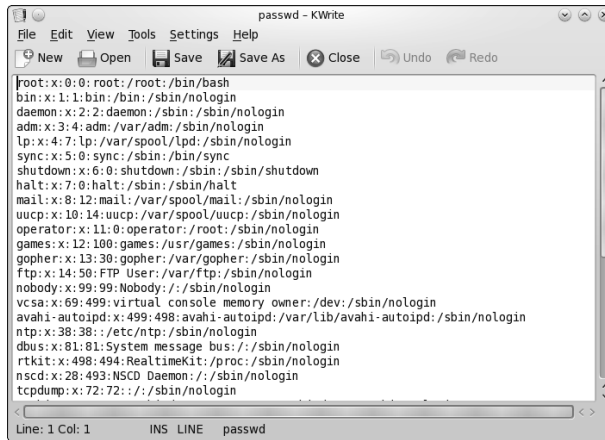 passwd – KWrite
File Edit View Tools Settings Help
New Open Save Save As Close Undo Redo
root:x:0:0:root:/root:/bin/bash
bin:x:1:1:bin:/bin:/sbin/nologin
daemon:x:2:2:daemon:/sbin:/sbin/nologin
adm:x:3:4:adm:/var/adm:/sbin/nologin
lp:x:4:7:lp:/var/spool/lpd:/sbin/nologin
sync:x:5:0:sync:/sbin:/bin/sync
shutdown:x:6:0:shutdown:/sbin:/sbin/shutdown
halt:x:7:0:halt:/sbin:/sbin/halt
mail:x:8:12:mail:/var/spool/mail:/sbin/nologin
uucp:x:10:14:uucp:/var/spool/uucp:/sbin/nologin
operator:x:11:0:operator:/root:/sbin/nologin
games:x:12:100:games:/usr/games:/sbin/nologin
gopher:x:13:30:gopher:/var/gopher:/sbin/nologin
ftp:x:14:50:FTP User:/var/ftp:/sbin/nologin
nobody:x:99:99:Nobody:/:/sbin/nologin
vcsa:x:69:499:virtual console memory owner:/dev:/sbin/nologin
avahi-autoipd:x:499:498:avahi-autoipd:/var/lib/avahi-autoipd:/sbin/nologin
ntp:x:38:38::/etc/ntp:/sbin/nologin
dbus:x:81:81:System message bus:/:/sbin/nologin
rtkit:x:498:494:RealtimeKit:/proc:/sbin/nologin
nscd:x:28:493:NSCD Daemon:/:/sbin/nologin
tcpdump:x:72:72::/:/sbin/nologin
Line: 1 Col: 1 INS LINE passwd